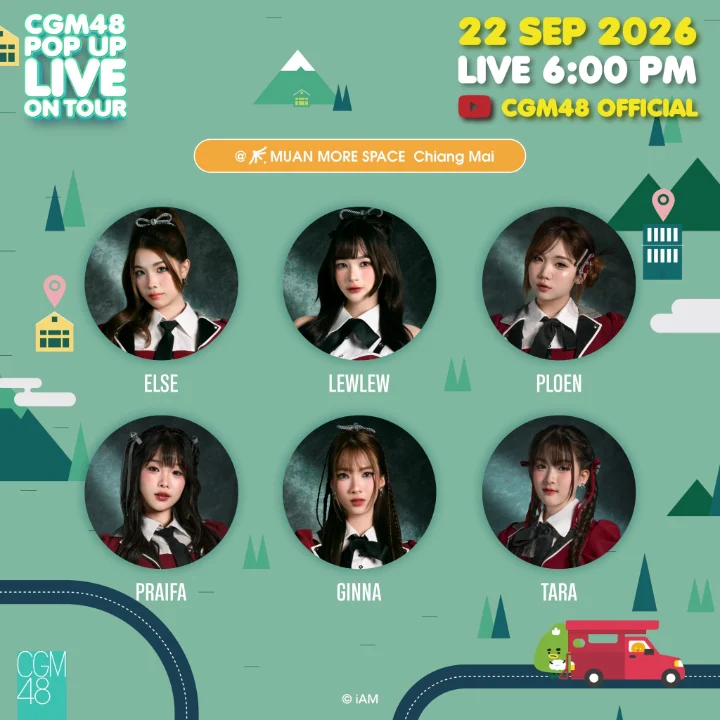 CGM48
POP UP
LIVE
ON TOUR
22 SEP 2026
LIVE 6:00 PM
CGM48 OFFICIAL
@ MUAN MORE SPACE Chiang Mai
ELSE
LEWLEW
PLOEN
PRAIFA
GINNA
TARA
CGM
48
© iAM